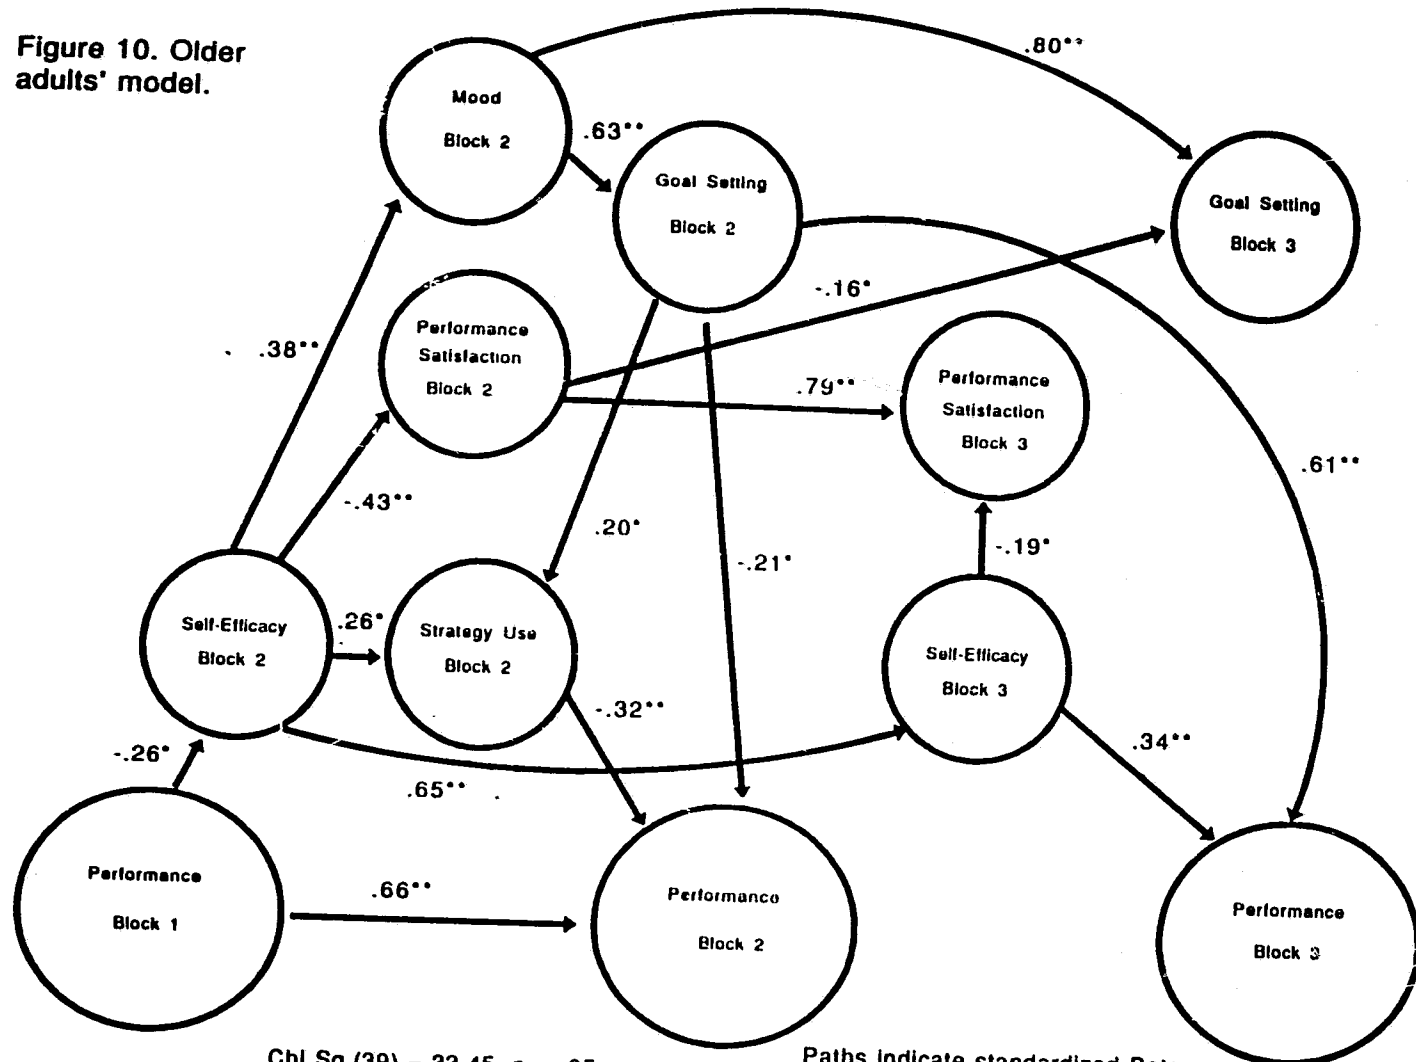 Figure 10. Older
adults' model.
.80**
Mood
Block 2
.63**
Goal Setting
Block 2
Goal Setting
Block 3
-.16*
.38**
Performance
Satisfaction
Block 2
.79**
Performance
Satisfaction
Block 3
.61**
-.43**
.20*
-.21*
-.19*
Self-Efficacy
Block 2
.26*
Strategy Use
Block 2
Self-Efficacy
Block 3
-.32**
.34**
-.26*
.65**
Performance
Block 1
.66**
Performance
Block 2
Performance
Block 3
Chi Sq (39)
Paths indicate standardized